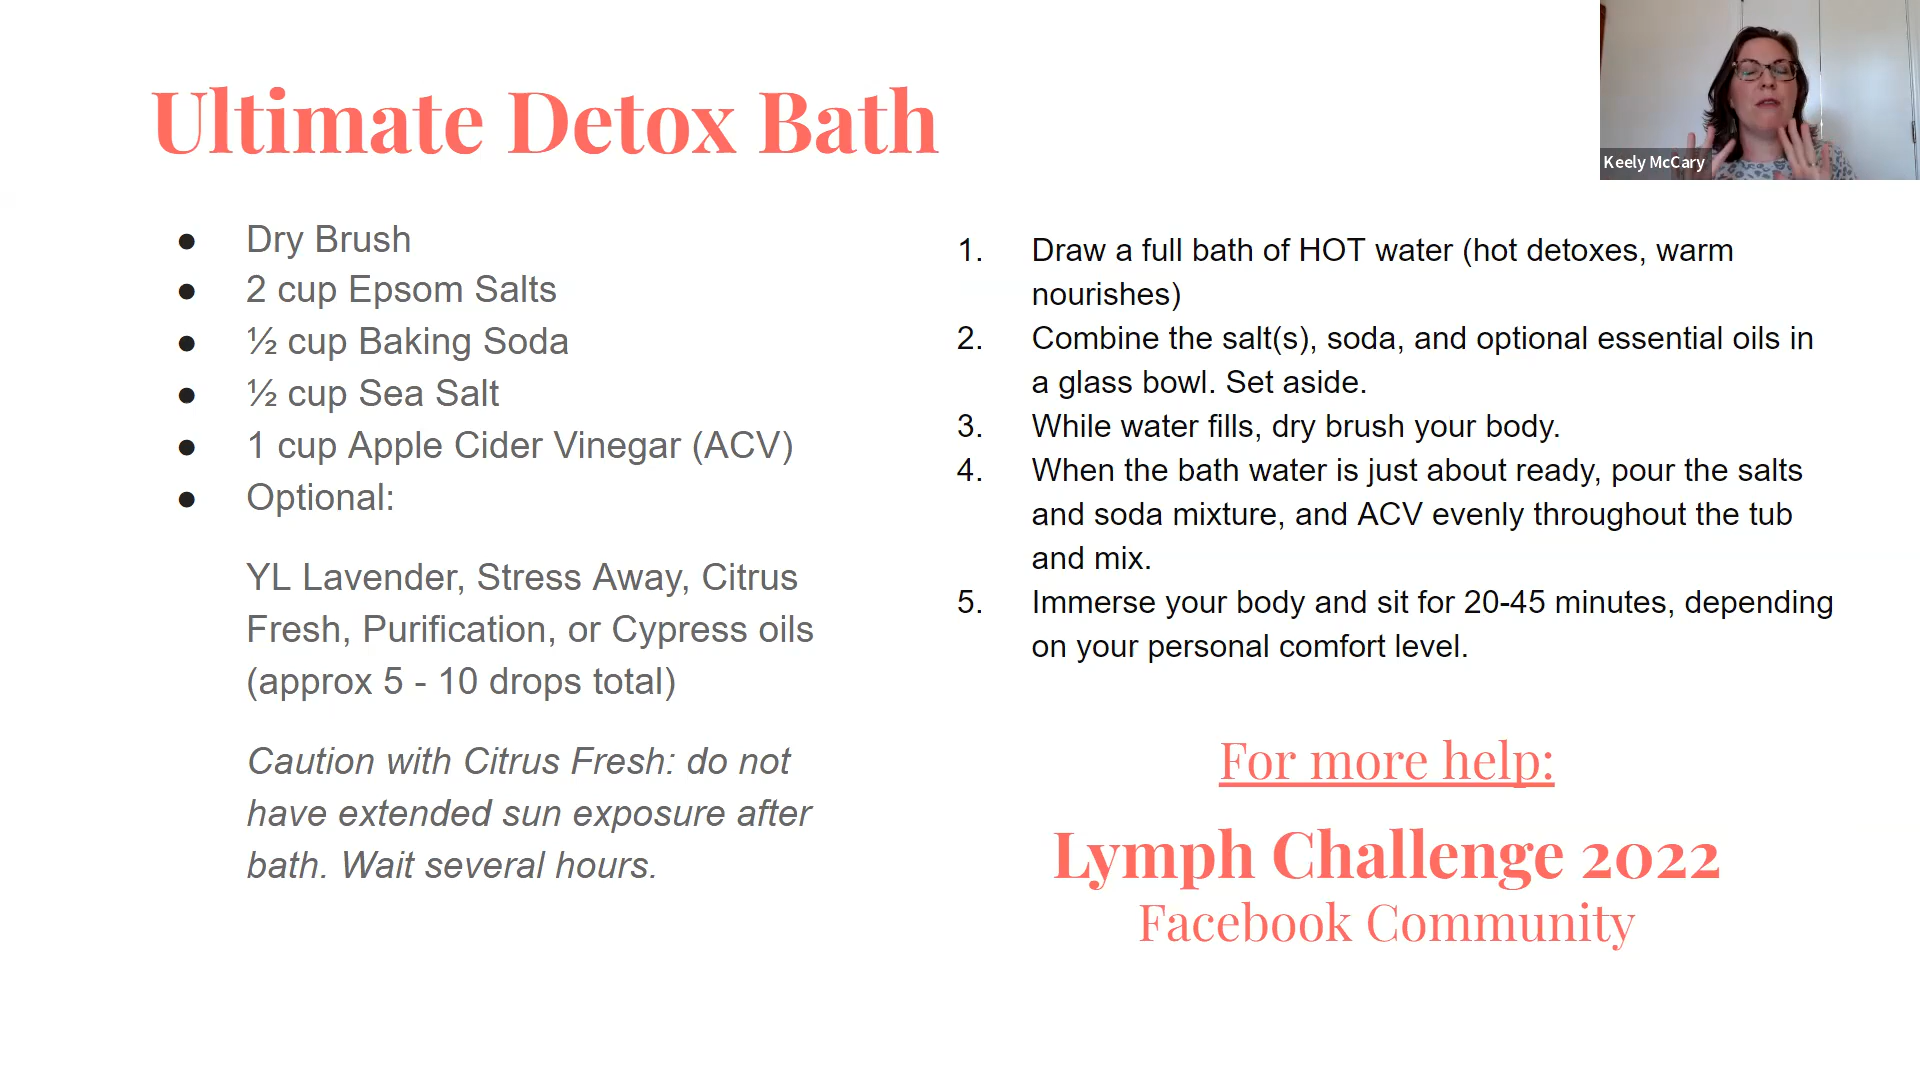 Ultimate Detox Bath
Keely McCary
● Dry Brush
● 2 cup Epsom Salts
● ½ cup Baking Soda
● ½ cup Sea Salt
● 1 cup Apple Cider Vinegar (ACV)
● Optional:
YL Lavender, Stress Away, Citrus
Fresh, Purification, or Cypress oils
(approx 5 - 10 drops total)
Caution with Citrus Fresh: do not
have extended sun exposure after
bath. Wait several hours.
1. Draw a full bath of HOT water (hot detoxes, warm
nourishes)
2. Combine the salt(s), soda, and optional essential oils in
a glass bowl. Set aside.
3. While water fills, dry brush your body.
4. When the bath water is just about ready, pour the salts
and soda mixture, and ACV evenly throughout the tub
and mix.
5. Immerse your body and sit for 20-45 minutes, depending
on your personal comfort level.
For more help:
Lymph Challenge 2022
Facebook Community